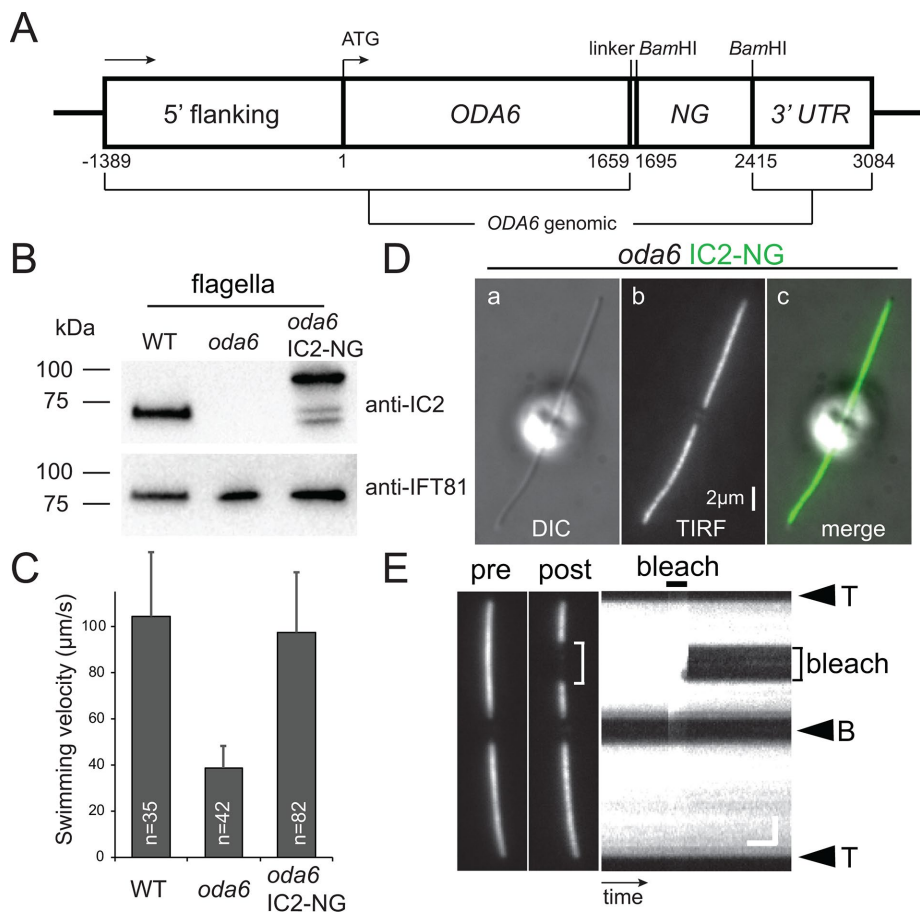 A
ATG
linker BamHI
BamHI
5’ flanking
ODA6
NG
3’ UTR
-1389
1
1659
1695
2415
3084
ODA6 genomic
B
flagella
kDa
WT
oda6
oda6
IC2-NG
100
75
anti-IC2
100
75
anti-IFT81
C
Swimming velocity (μm/s)
100
80
60
40
20
0
n=35
n=42
n=82
WT
oda6
oda6
IC2-NG
D
oda6 IC2-NG
a
b
c
2μm
DIC
TIRF
merge
E
pre
post
bleach
T
bleach
B
T
time